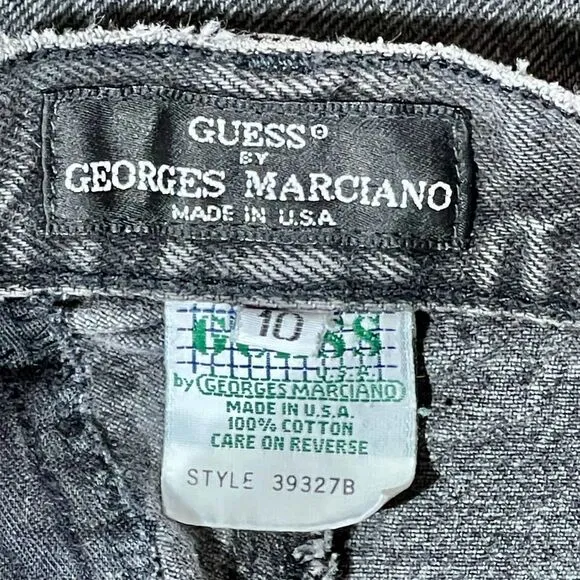 GUESS®
BY
GEORGES MARCIANO
MADE IN U.S.A
10
GUESS
U.S.A.
by GEORGES MARCIANO
MADE IN U.S.A.
100% COTTON
CARE ON REVERSE
STYLE 39327B